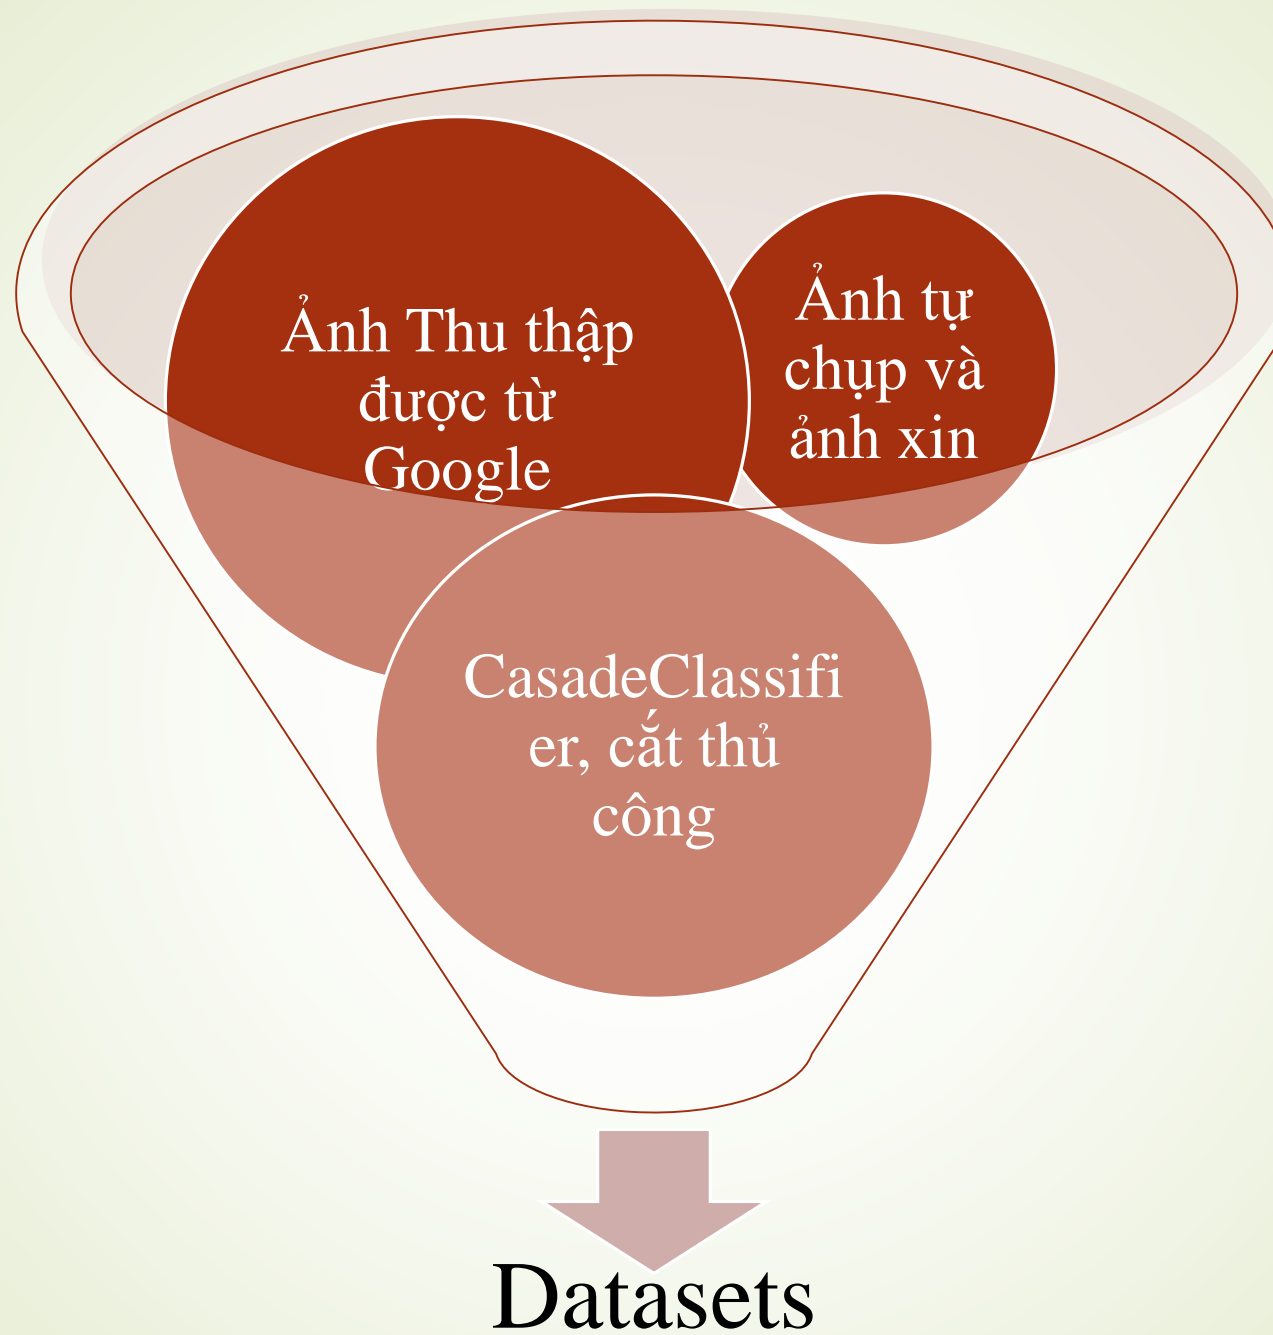 Ảnh Thu thập
được từ
Google
Ảnh tự
chụp và
ảnh xin
CasadeClassifi
er, cắt thủ
công
Datasets